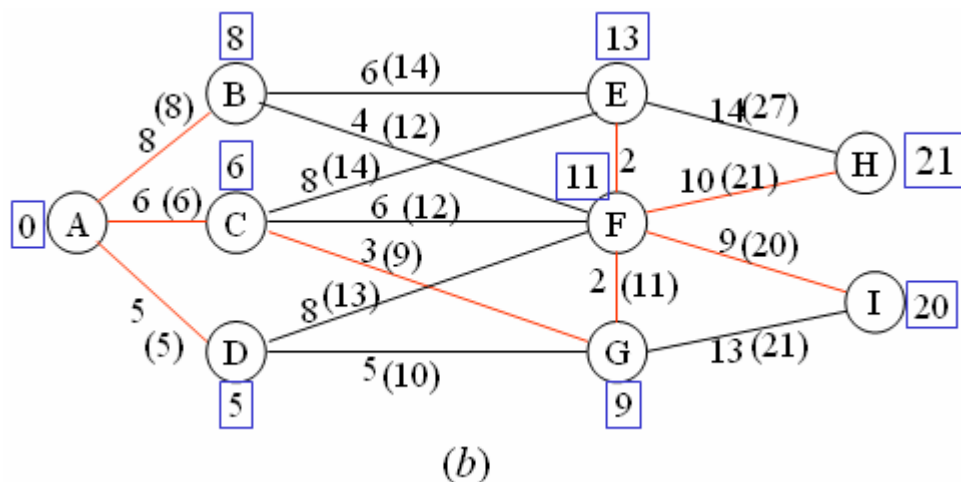 8 13
6 (14)
(8) B E
4 (12) 14(27)
8
6 8 (14) 2 H 21
11 10 (21)
0 A 6 (6) C 6 (12) F
3 (9) 9 (20)
5 8 (13) 2 (11) I 20
(5) D 5 (10) G 13 (21)
5 9
(b)